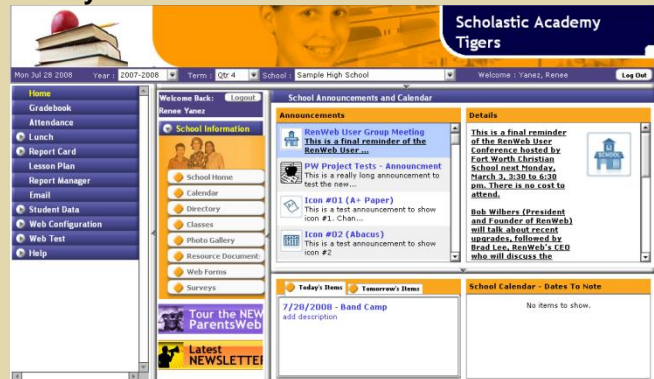 Scholastic Academy
Tigers
Mon Jul 28 2008 Year : 2007-2008 Term : Qtr 4 School : Sample High School Welcome : Yanez, Renee Log Out
Home
Gradebook
Attendance
Lunch
Report Card
Lesson Plan
Report Manager
Email
Student Data
Web Configuration
Web Test
Help
Welcome Back: Logout
Renee Yanez
School Information
School Home
Calendar
Directory
Classes
Photo Gallery
Resource Document:
Web Forms
Surveys
Tour the NEW
ParentsWeb
Latest
NEWSLETTER
School Announcements and Calendar
Announcements
RenWeb User Group Meeting
This is a final reminder
of the RenWeb User ...
PW Project Tests - Announcment
This is a really long announcement to
test the new...
Icon #01 (A+ Paper)
This is a test announcement to show
icon #1. Chan...
Icon #02 (Abacus)
This is a test announcement to show
icon #2
Details
This is a final reminder
of the RenWeb User
Conference hosted by
Fort Worth Christian
School next Monday,
March 3, 3:30 to 6:30
pm. There is no cost to
attend.
SCHOOL
Bob Wilbers (President
and Founder of RenWeb)
will talk about recent
upgrades, followed by
Brad Lee, RenWeb's CEO
who will discuss the
Today's Items Tomorrow's Items
7/28/2008 - Band Camp
add description
School Calendar - Dates To Note
No items to show.